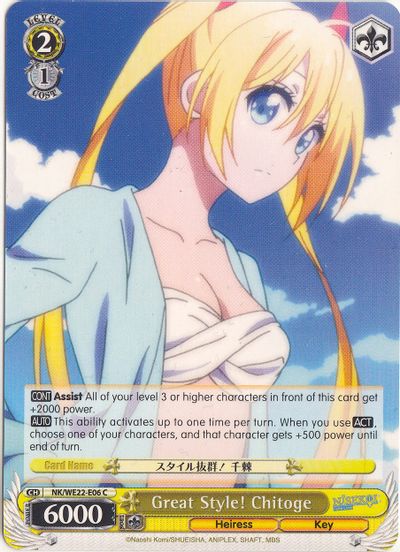 LEVEL
2
1
COST
CONT Assist All of your level 3 or higher characters in front of this card get
+2000 power.
AUTO This ability activates up to one time per turn. When you use ACT,
choose one of your characters, and that character gets +500 power until
end of turn.
Card Name
スタイル抜群! 千棘
CH NK/WE22-E06 C
Great Style! Chitoge
NISEKOI
6000
Heiress
Key
©Naoshi Komi/SHUEISHA, ANIPLEX, SHAFT, MBS